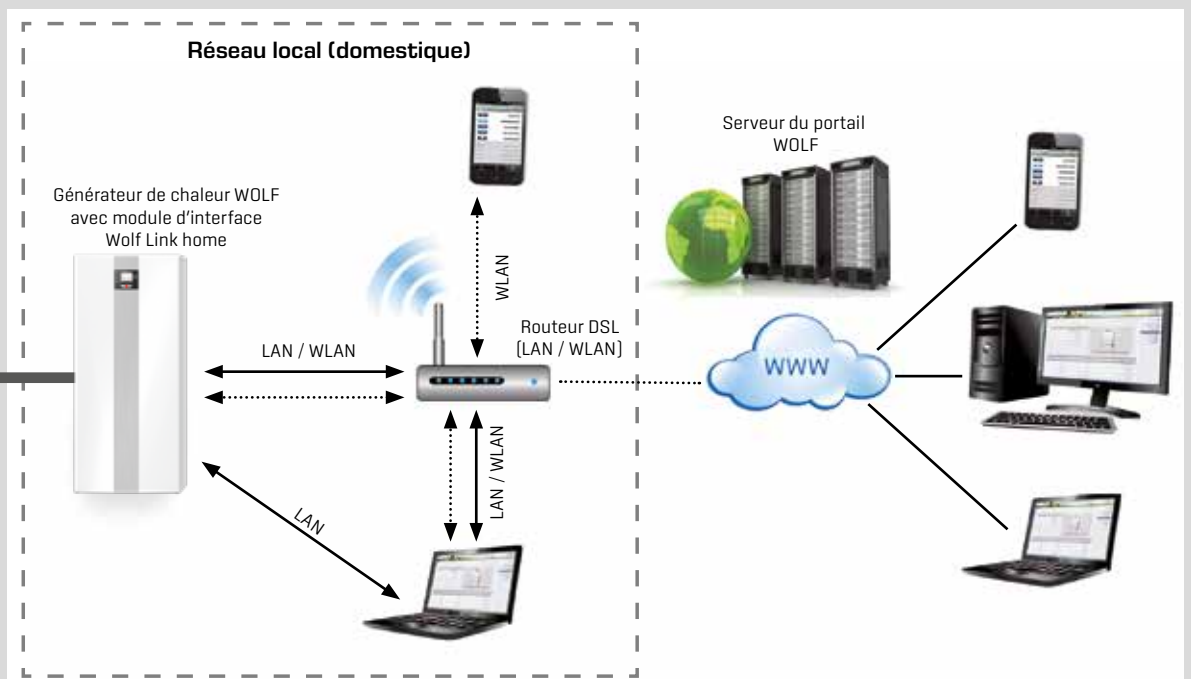 Réseau local (domestique)
Générateur de chaleur WOLF
avec module d'interface
Wolf Link home
WLAN
Serveur du portail
WOLF
Routeur DSL
(LAN / WLAN)
LAN / WLAN
WWW
LAN / WLAN
LAN